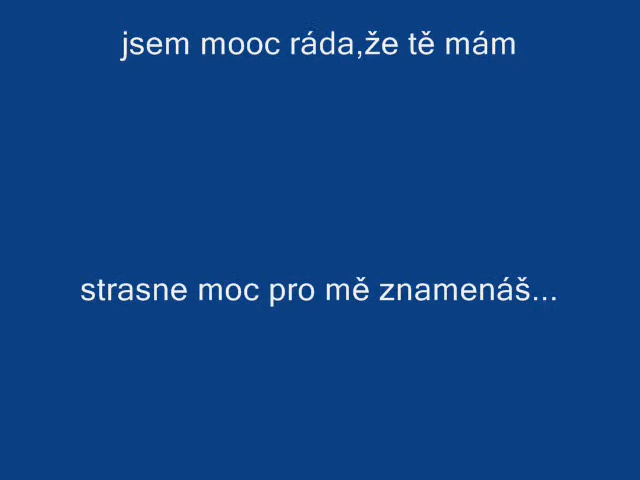 jsem mooc ráda,že tě mám
strasne moc pro mě znamenáš...